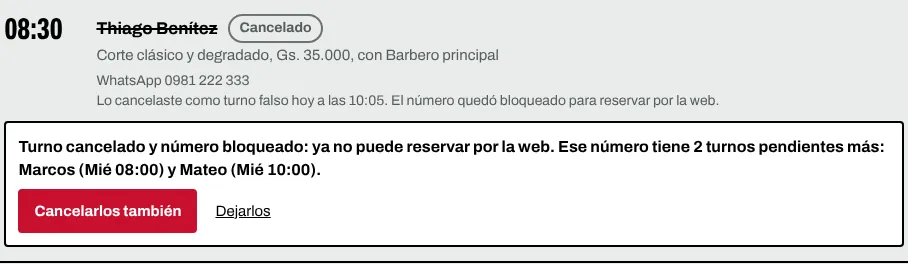 08:30
Thiago Benítez
Cancelado
Corte clásico y degradado, Gs. 35.000, con Barbero principal
WhatsApp 0981 222 333
Lo cancelaste como turno falso hoy a las 10:05. El número quedó bloqueado para reservar por la web.
Turno cancelado y número bloqueado: ya no puede reservar por la web. Ese número tiene 2 turnos pendientes más:
Marcos (Mié 08:00) y Mateo (Mié 10:00).
Cancelarlos también
Dejarlos